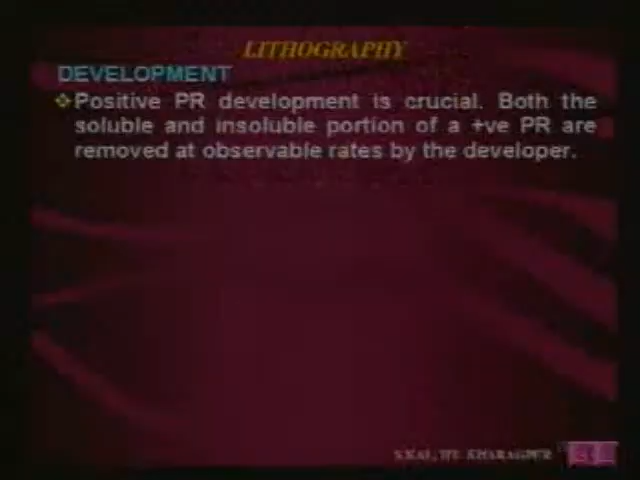 LITHOGRAPHY
DEVELOPMENT
Positive PR development is crucial. Both the
soluble and insoluble portion of a +ve PR are
removed at observable rates by the developer.
KHARAGPUR